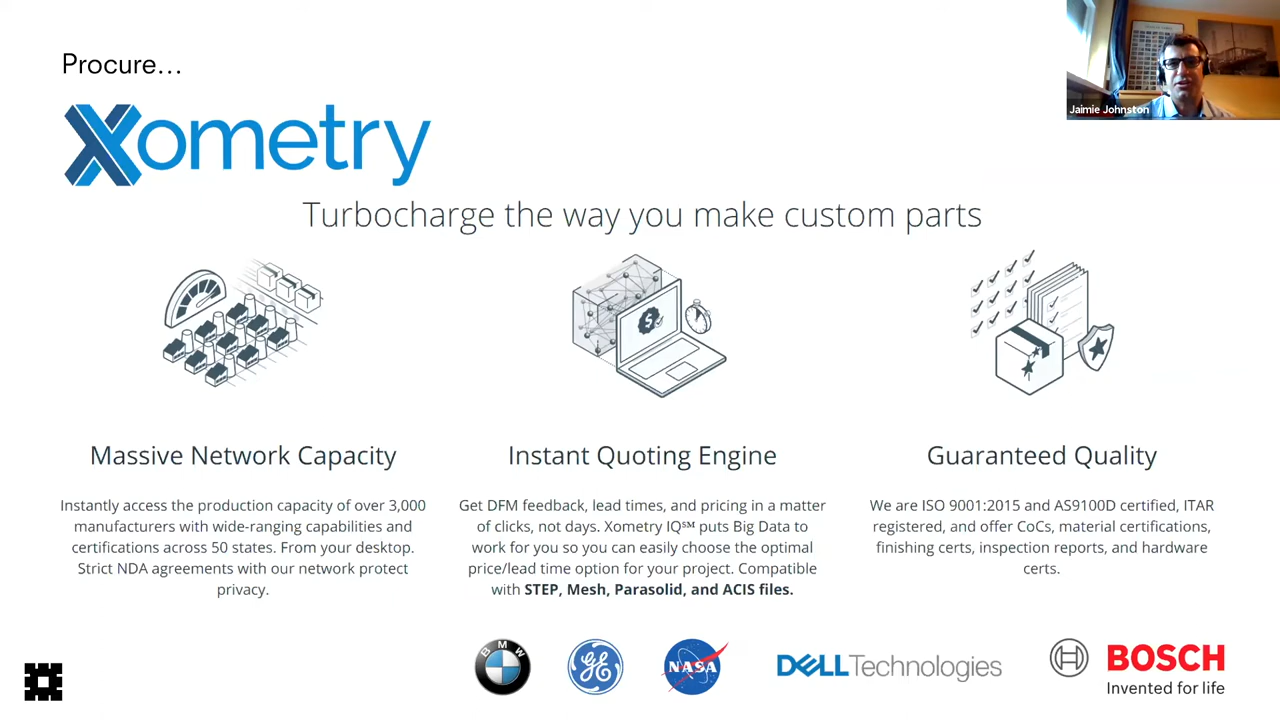 Procure…
Jaimie Johnston
Xometry
Turbocharge the way you make custom parts
Massive Network Capacity
Instantly access the production capacity of over 3,000
manufacturers with wide-ranging capabilities and
certifications across 50 states. From your desktop.
Strict NDA agreements with our network protect
privacy.
Instant Quoting Engine
Get DFM feedback, lead times, and pricing in a matter
of clicks, not days. Xometry IQ℠ puts Big Data to
work for you so you can easily choose the optimal
price/lead time option for your project. Compatible
with STEP, Mesh, Parasolid, and ACIS files.
Guaranteed Quality
We are ISO 9001:2015 and AS9100D certified, ITAR
registered, and offer CoCs, material certifications,
finishing certs, inspection reports, and hardware
certs.
BMW
GE
NASA
DELLTechnologies
BOSCH
Invented for life